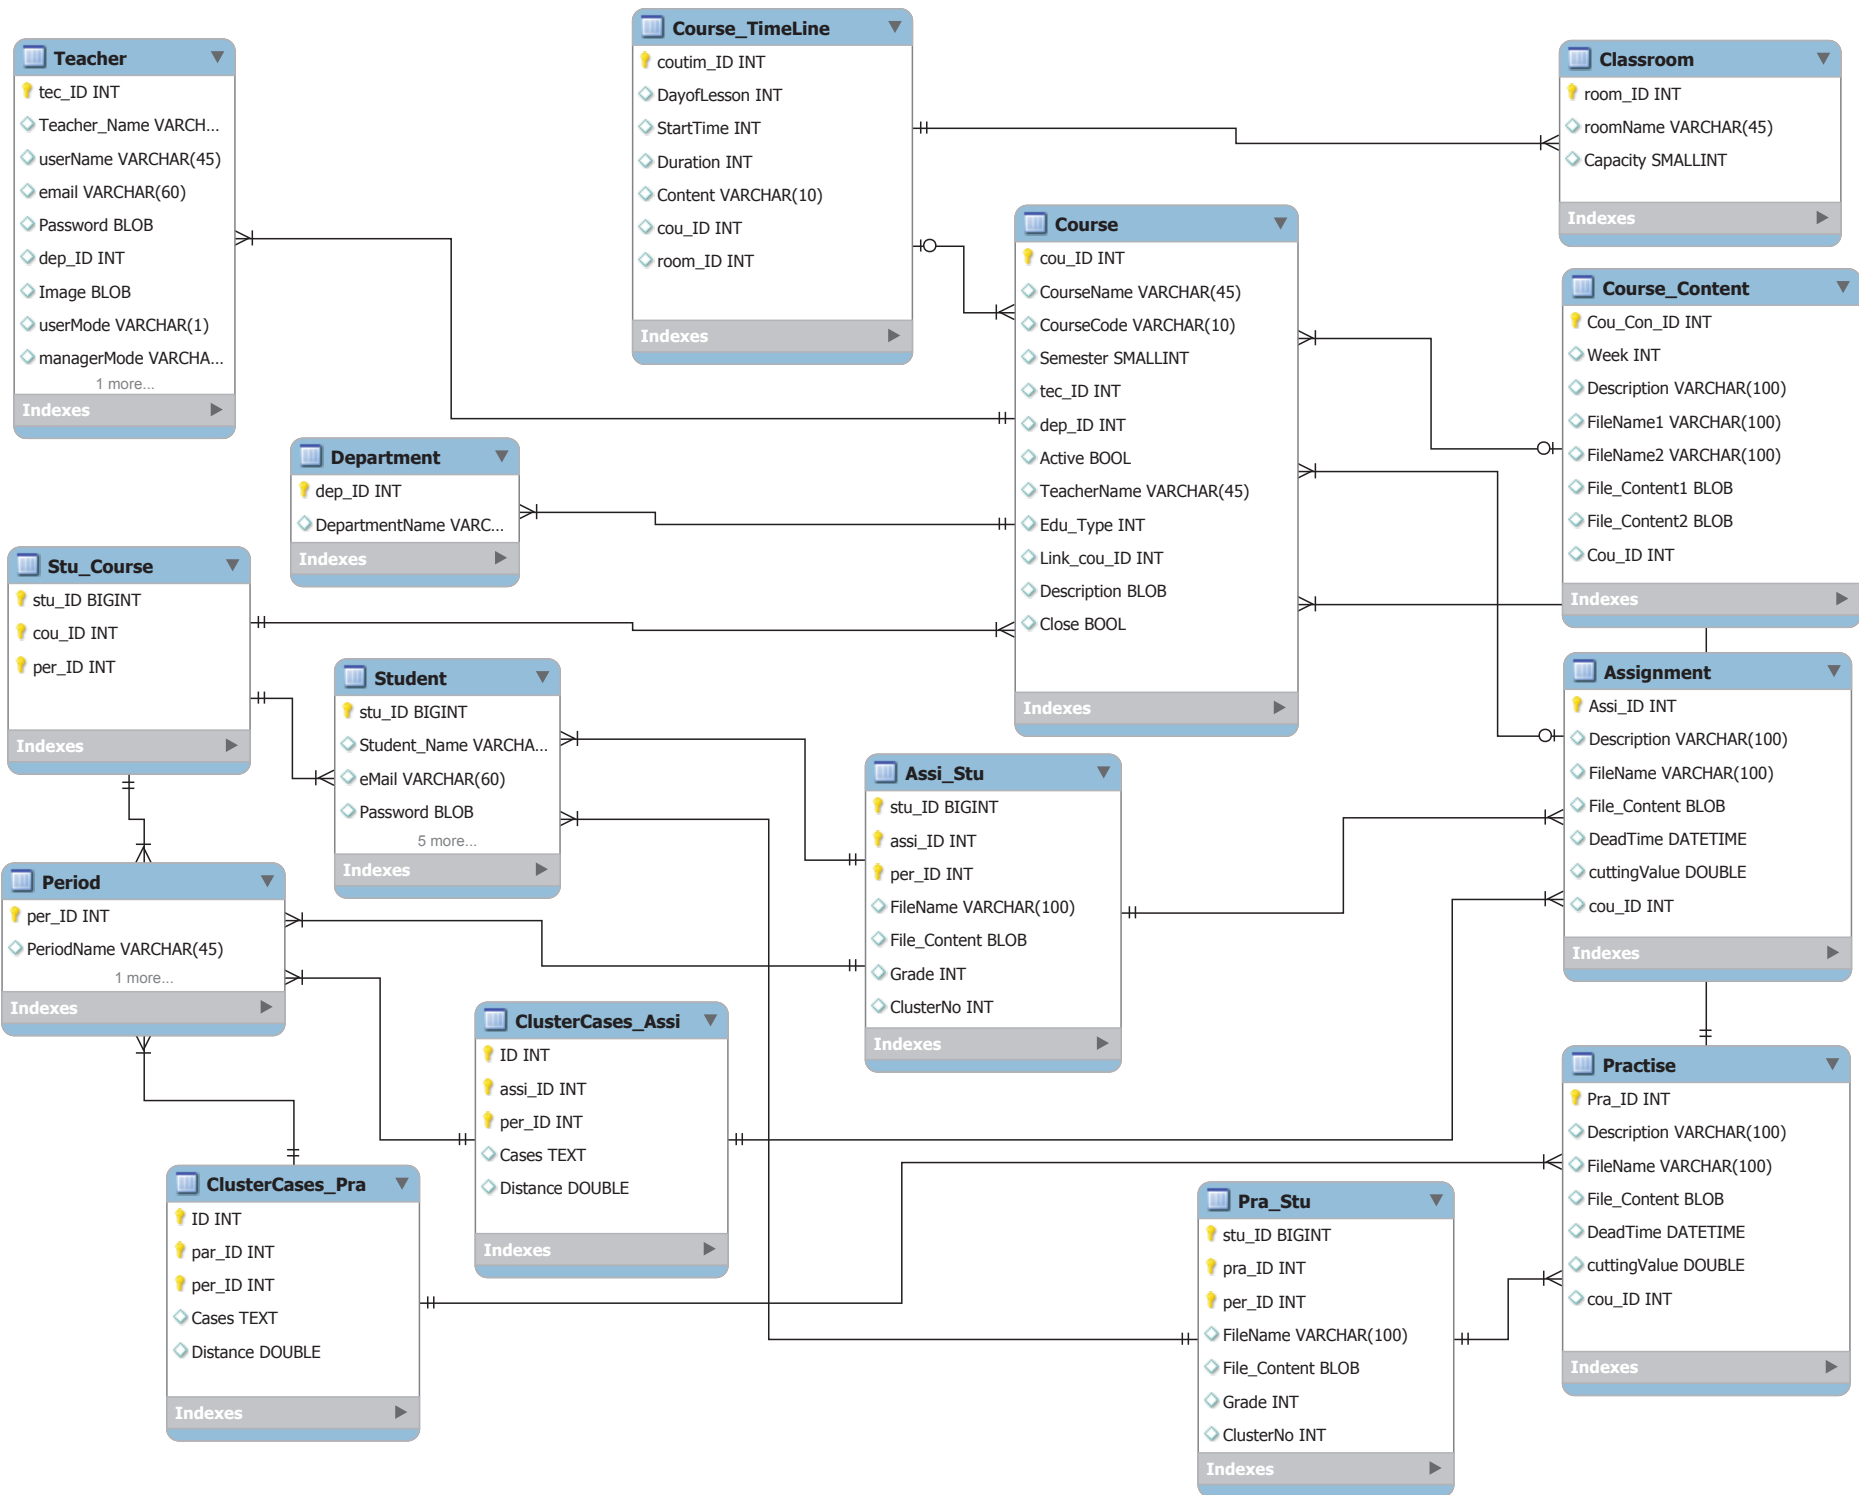 Teacher
tec_ID INT
Teacher_Name VARCH...
userName VARCHAR(45)
email VARCHAR(60)
Password BLOB
dep_ID INT
Image BLOB
userMode VARCHAR(1)
managerMode VARCHA...
1 more...
Indexes
Course_TimeLine
coutim_ID INT
DayofLesson INT
StartTime INT
Duration INT
Content VARCHAR(10)
cou_ID INT
room_ID INT
Indexes
Classroom
room_ID INT
roomName VARCHAR(45)
Capacity SMALLINT
Indexes
Course
cou_ID INT
CourseName VARCHAR(45)
CourseCode VARCHAR(10)
Semester SMALLINT
tec_ID INT
dep_ID INT
Active BOOL
TeacherName VARCHAR(45)
Edu_Type INT
Link_cou_ID INT
Description BLOB
Close BOOL
Indexes
Course_Content
Cou_Con_ID INT
Week INT
Description VARCHAR(100)
FileName1 VARCHAR(100)
FileName2 VARCHAR(100)
File_Content1 BLOB
File_Content2 BLOB
Cou_ID INT
Indexes
Department
dep_ID INT
DepartmentName VARC...
Indexes
Stu_Course
stu_ID BIGINT
cou_ID INT
per_ID INT
Indexes
Student
stu_ID BIGINT
Student_Name VARCHA...
eMail VARCHAR(60)
Password BLOB
5 more...
Indexes
Assi_Stu
stu_ID BIGINT
assi_ID INT
per_ID INT
FileName VARCHAR(100)
File_Content BLOB
Grade INT
ClusterNo INT
Indexes
Assignment
Assi_ID INT
Description VARCHAR(100)
FileName VARCHAR(100)
File_Content BLOB
DeadTime DATETIME
cuttingValue DOUBLE
cou_ID INT
Indexes
Period
per_ID INT
PeriodName VARCHAR(45)
1 more...
Indexes
ClusterCases_Assi
ID INT
assi_ID INT
per_ID INT
Cases TEXT
Distance DOUBLE
Indexes
Practise
Pra_ID INT
Description VARCHAR(100)
FileName VARCHAR(100)
File_Content BLOB
DeadTime DATETIME
cuttingValue DOUBLE
cou_ID INT
Indexes
ClusterCases_Pra
ID INT
par_ID INT
per_ID INT
Cases TEXT
Distance DOUBLE
Indexes
Pra_Stu
stu_ID BIGINT
pra_ID INT
per_ID INT
FileName VARCHAR(100)
File_Content BLOB
Grade INT
ClusterNo INT
Indexes